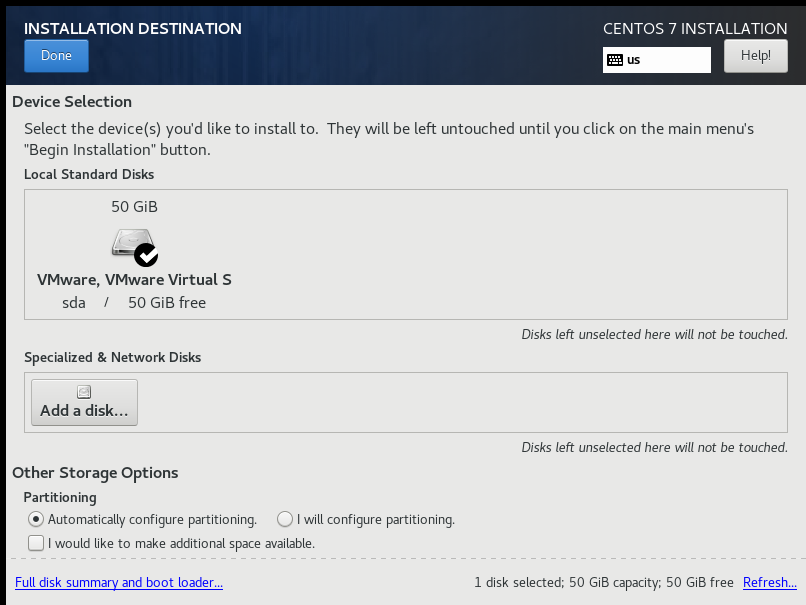 INSTALLATION DESTINATION
CENTOS 7 INSTALLATION
Done
us
Help!
Device Selection
Select the device(s) you'd like to install to.  They will be left untouched until you click on the main menu's
"Begin Installation" button.
Local Standard Disks
50 GiB
VMware, VMware Virtual S
sda / 50 GiB free
Disks left unselected here will not be touched.
Specialized & Network Disks
Add a disk...
Disks left unselected here will not be touched.
Other Storage Options
Partitioning
Automatically configure partitioning. I will configure partitioning.
I would like to make additional space available.
Full disk summary and boot loader... 1 disk selected; 50 GiB capacity; 50 GiB free Refresh...